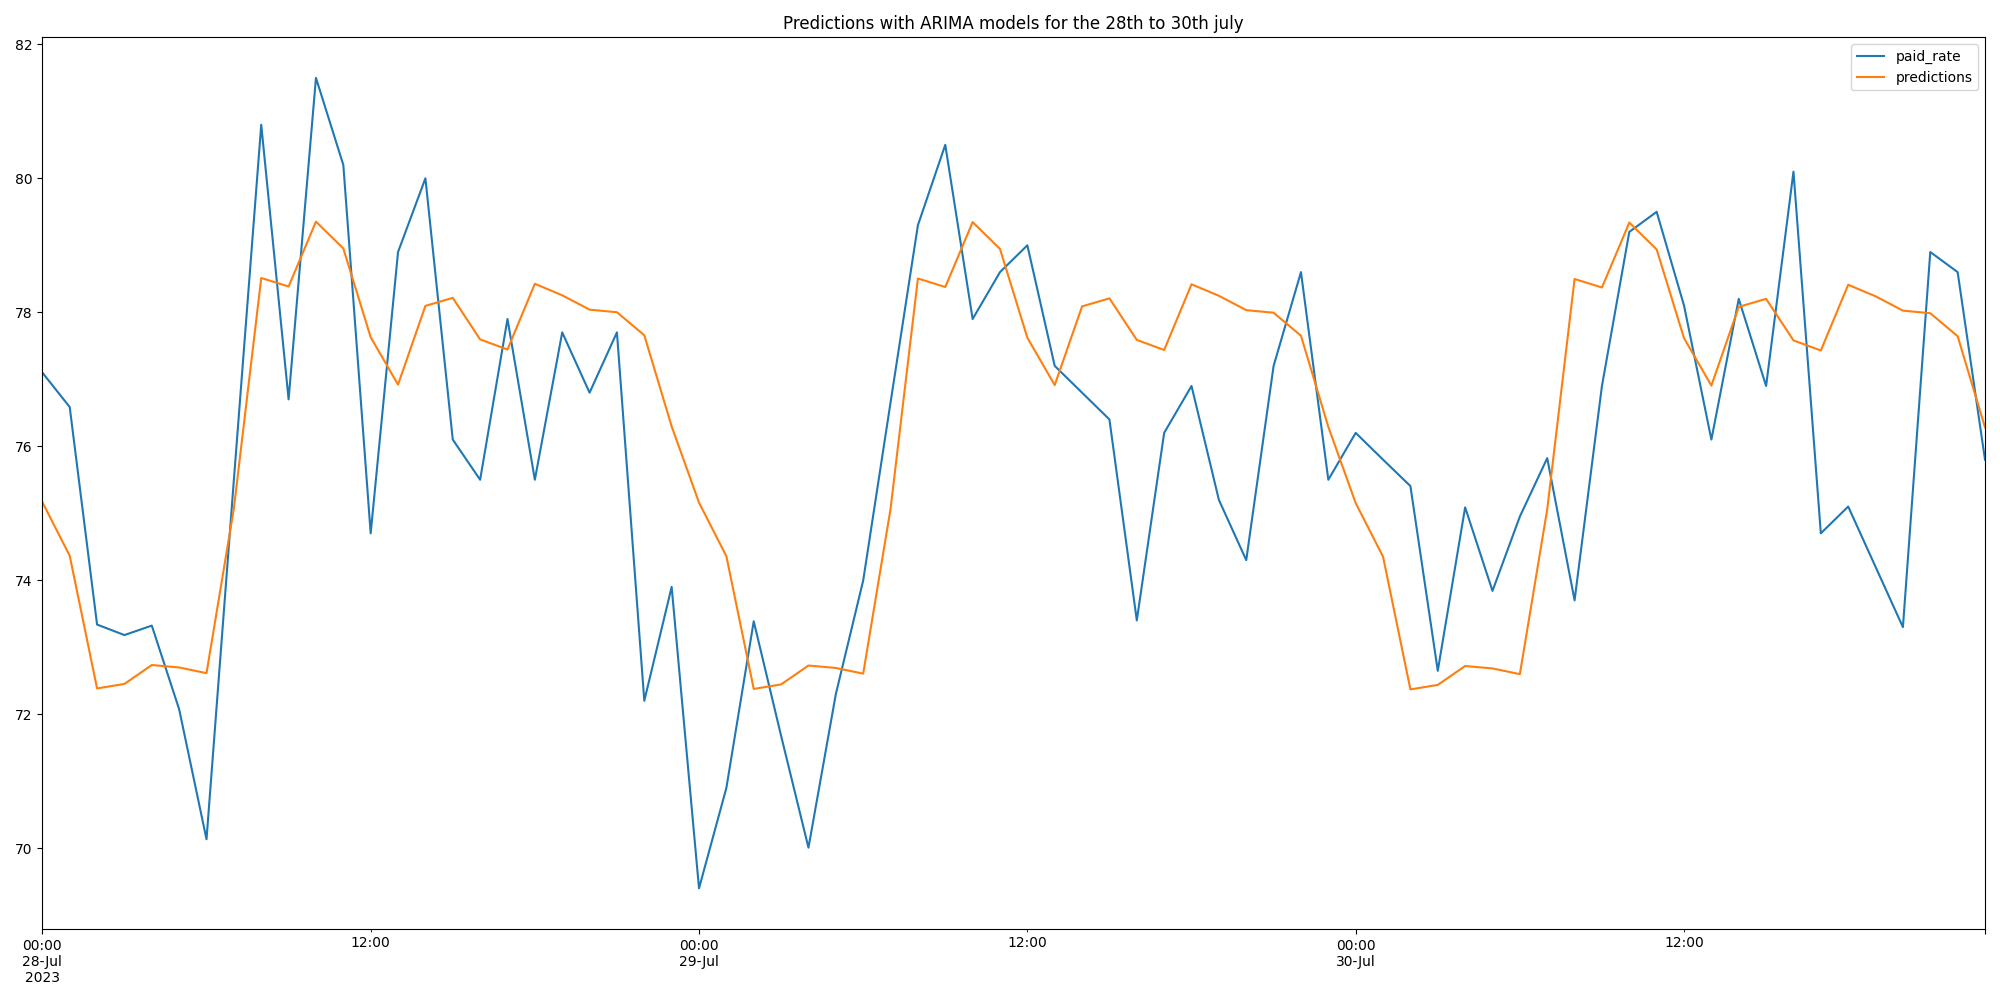 Predictions with ARIMA models for the 28th to 30th july
paid_rate
predictions
82
80
78
76
74
72
70
00:00
28-Jul
2023
12:00
00:00
29-Jul
12:00
00:00
30-Jul
12:00